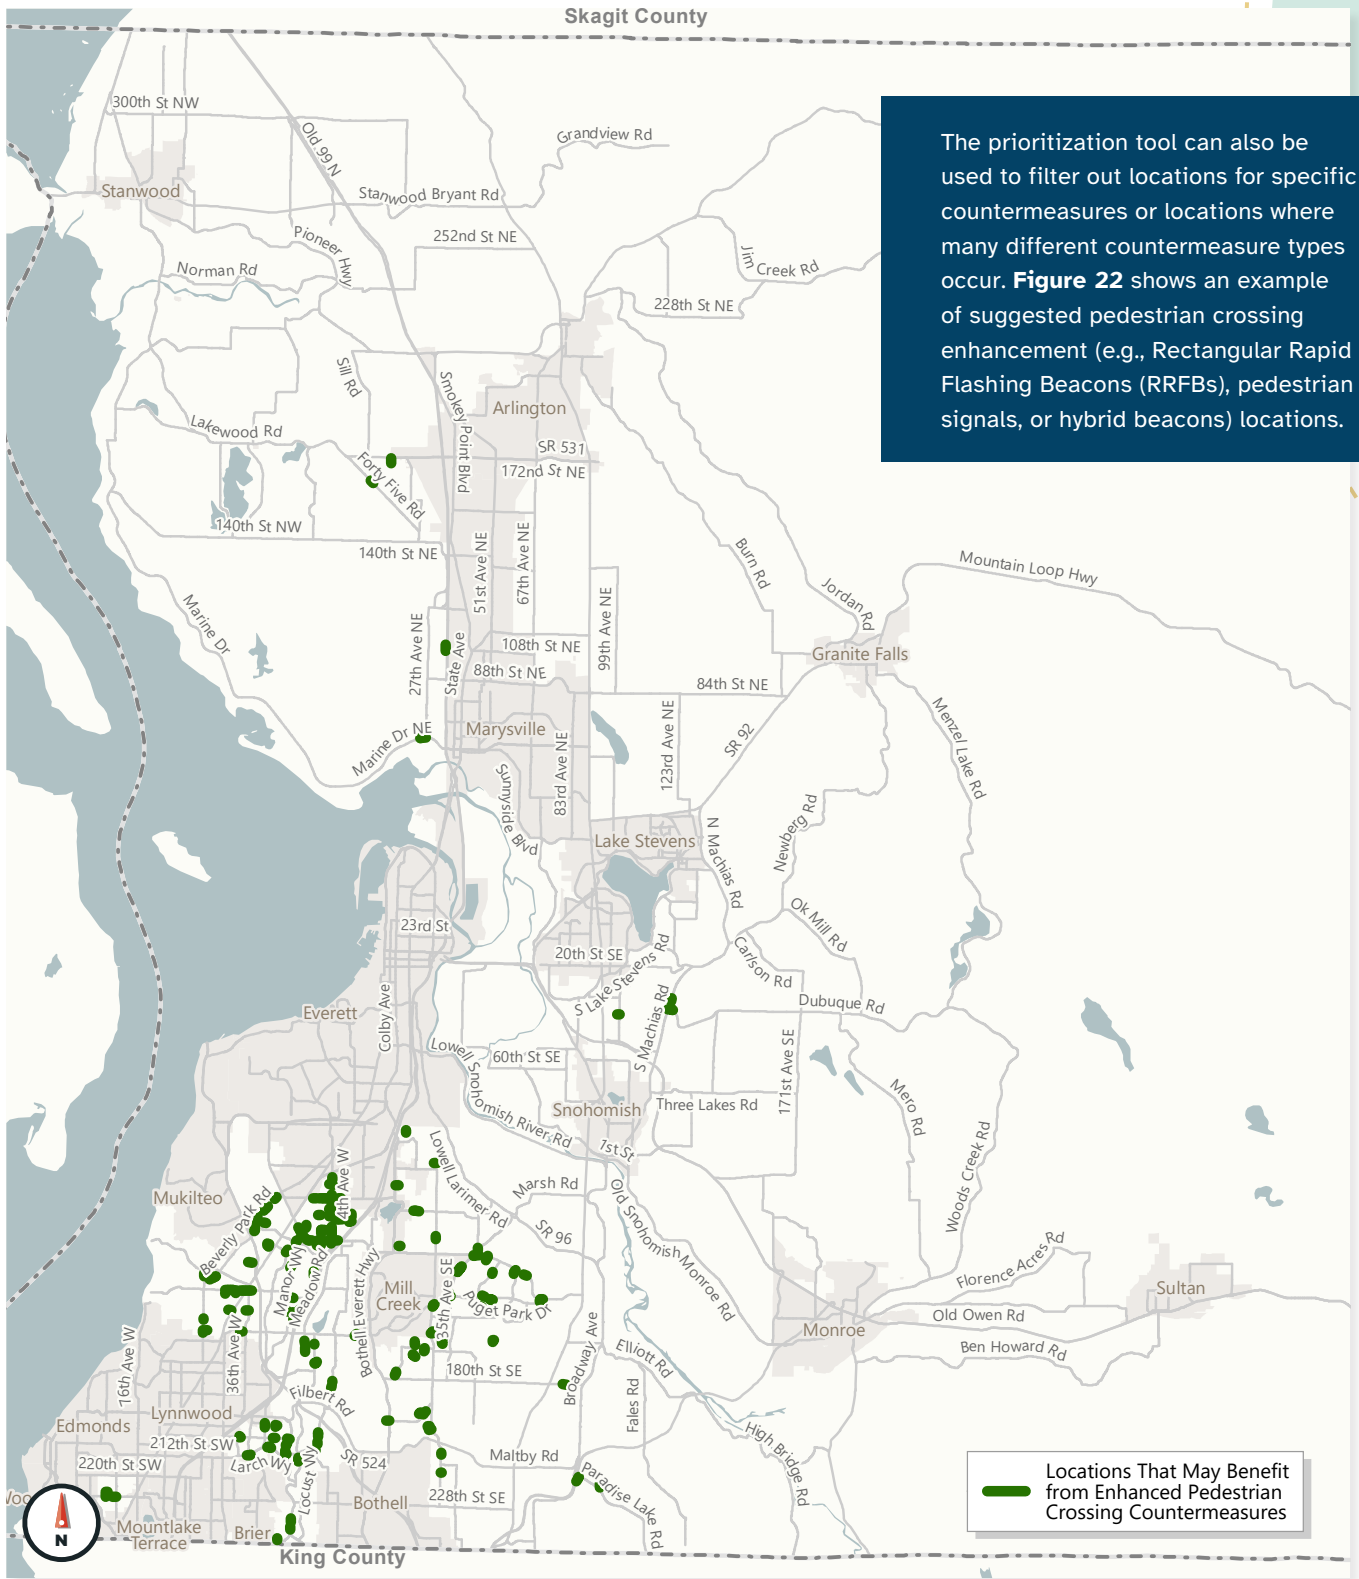 Skagit County
300th St NW
Old 99 N
Grandview Rd
The prioritization tool can also be
used to filter out locations for specific
countermeasures or locations where
many different countermeasure types
occur. Figure 22 shows an example
of suggested pedestrian crossing
enhancement (e.g., Rectangular Rapid
Flashing Beacons (RRFBs), pedestrian
signals, or hybrid beacons) locations.
Stanwood
Stanwood Bryant Rd
Pioneer Hwy
252nd St NE
Norman Rd
Jim Creek Rd
228th St NE
Sill Rd
Smokey Point Blvd
Arlington
Lakewood Rd
SR 531
172nd St NE
Forty Five Rd
140th St NW
140th St NE
51st Ave NE
67th Ave NE
Burn Rd
Mountain Loop Hwy
Jordan Rd
Marine Dr
27th Ave NE
State Ave
108th St NE
99th Ave NE
88th St NE
Granite Falls
84th St NE
Marine Dr NE
Marysville
83rd Ave NE
123rd Ave NE
SR 92
Menzel Lake Rd
Sunnyside Blvd
Lake Stevens
N Machias Rd
Newberg Rd
23rd St
20th St SE
Ok Mill Rd
Carlson Rd
S Lake Stevens Rd
Dubuque Rd
Everett
Colby Ave
S Machias Rd
Lowell Snohomish River Rd
60th St SE
171st Ave SE
Snohomish
Three Lakes Rd
Mero Rd
1st St
Woods Creek Rd
Lowell Larimer Rd
4th Ave W
Mukilteo
Marsh Rd
Beverly Park Rd
SR 96
Old Snohomish Monroe Rd
Manor Wy
Meadow Rd
Bothell Everett Hwy
Mill
Creek
35th Ave SE
Puget Park Dr
Florence Acres Rd
Sultan
Old Owen Rd
Monroe
Ben Howard Rd
76th Ave W
36th Ave W
180th St SE
Broadway Ave
Elliott Rd
Fales Rd
Filbert Rd
Lynnwood
Edmonds
212th St SW
220th St SW
Larch Wy
Locust Wy
SR 524
Maltby Rd
High Bridge Rd
Paradise Lake Rd
228th St SE
Bothell
Woo
Mountlake
Terrace
Brier
N
King County
Locations That May Benefit
from Enhanced Pedestrian
Crossing Countermeasures